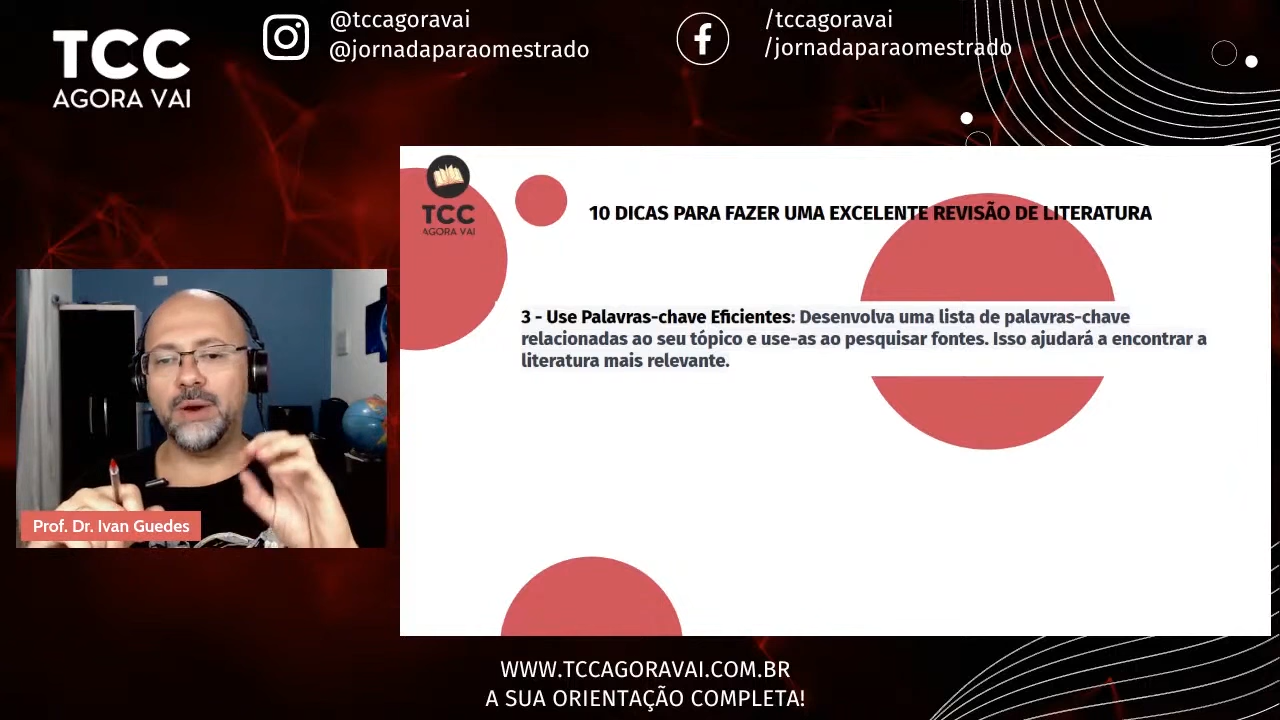 TCC
AGORA VAI
@tccagoravai
@jornadaparaomestrado
/tccagoravai
/jornadaparaomestrado
TCC
AGORA VAI
10 DICAS PARA FAZER UMA EXCELENTE REVISÃO DE LITERATURA
3 - Use Palavras-chave Eficientes: Desenvolva uma lista de palavras-chave
relacionadas ao seu tópico e use-as ao pesquisar fontes. Isso ajudará a encontrar a
literatura mais relevante.
Prof. Dr. Ivan Guedes
WWW.TCCAGORAVAI.COM.BR
A SUA ORIENTAÇÃO COMPLETA!